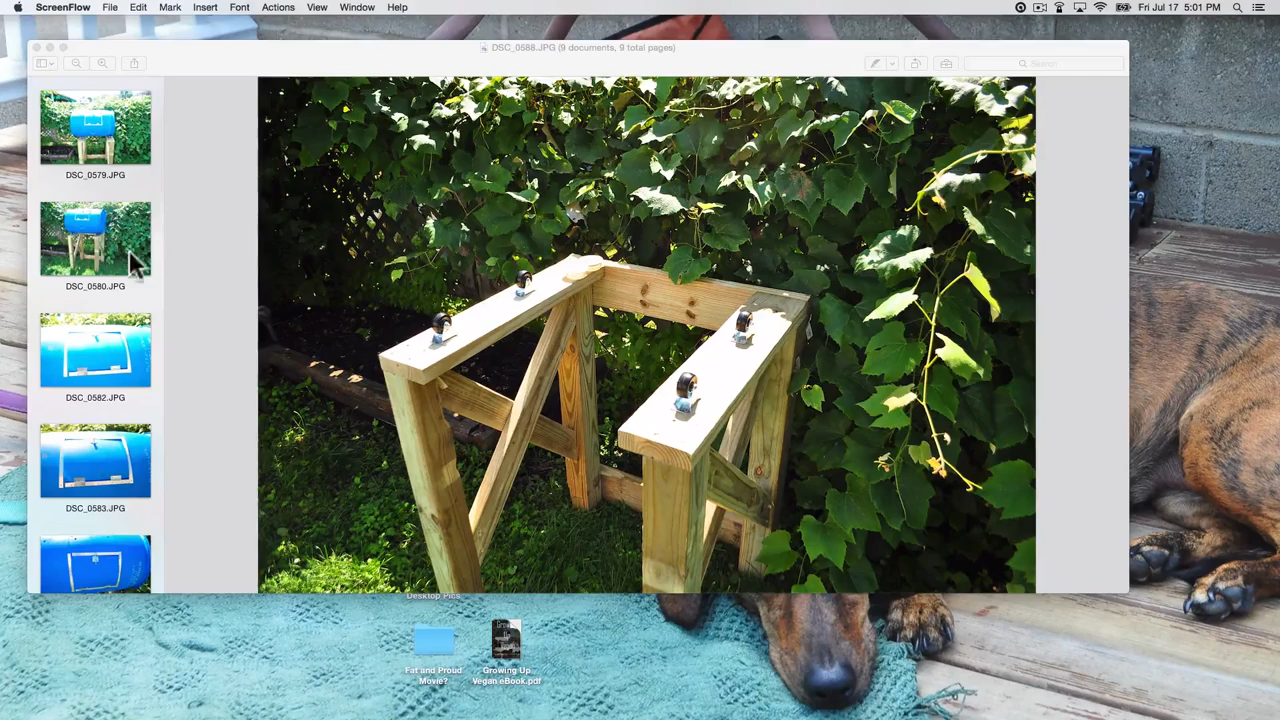 ScreenFlow File Edit Mark Insert Font Actions View Window Help Fri Jul 17 5:01 PM
DSC_0588.JPG (9 documents, 9 total pages)
Search
DSC_0579.JPG
DSC_0580.JPG
DSC_0582.JPG
DSC_0583.JPG
Desktop Pics
Fat and Proud
Movie?
Growing Up
Vegan eBook.pdf